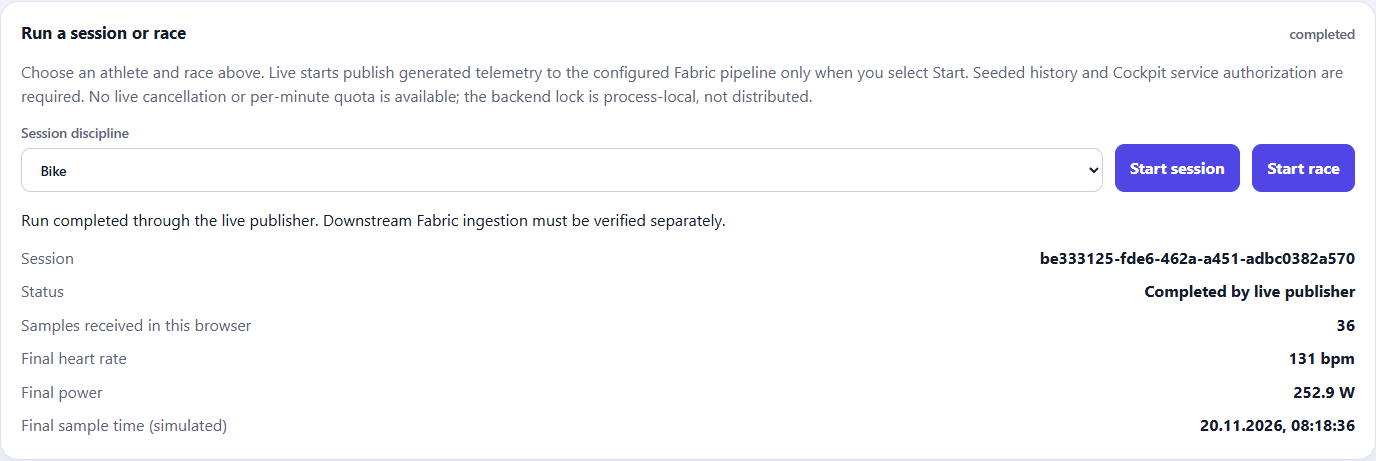 Run a session or race
completed
Choose an athlete and race above. Live starts publish generated telemetry to the configured Fabric pipeline only when you select Start. Seeded history and Cockpit service authorization are
required. No live cancellation or per-minute quota is available; the backend lock is process-local, not distributed.
Session discipline
Bike
Start session
Start race
Run completed through the live publisher. Downstream Fabric ingestion must be verified separately.
Session be333125-fde6-462a-a451-adbc0382a570
Status Completed by live publisher
Samples received in this browser 36
Final heart rate 131 bpm
Final power 252.9 W
Final sample time (simulated) 20.11.2026, 08:18:36